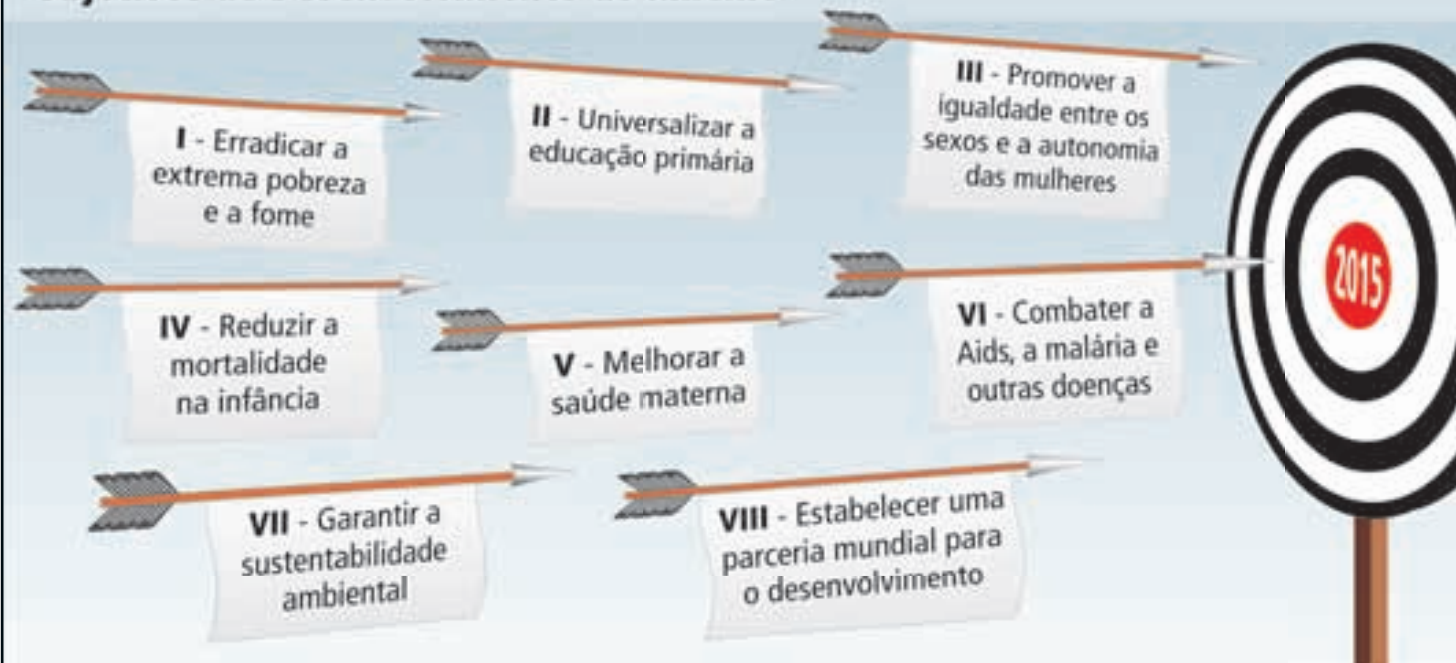 I - Erradicar a
extrema pobreza
e a fome
II - Universalizar a
educação primária
III - Promover a
igualdade entre os
sexos e a autonomia
das mulheres
IV - Reduzir a
mortalidade
na infância
V - Melhorar a
saúde materna
VI - Combater a
Aids, a malária e
outras doenças
2015
VII - Garantir a
sustentabilidade
ambiental
VIII - Estabelecer uma
parceria mundial para
o desenvolvimento